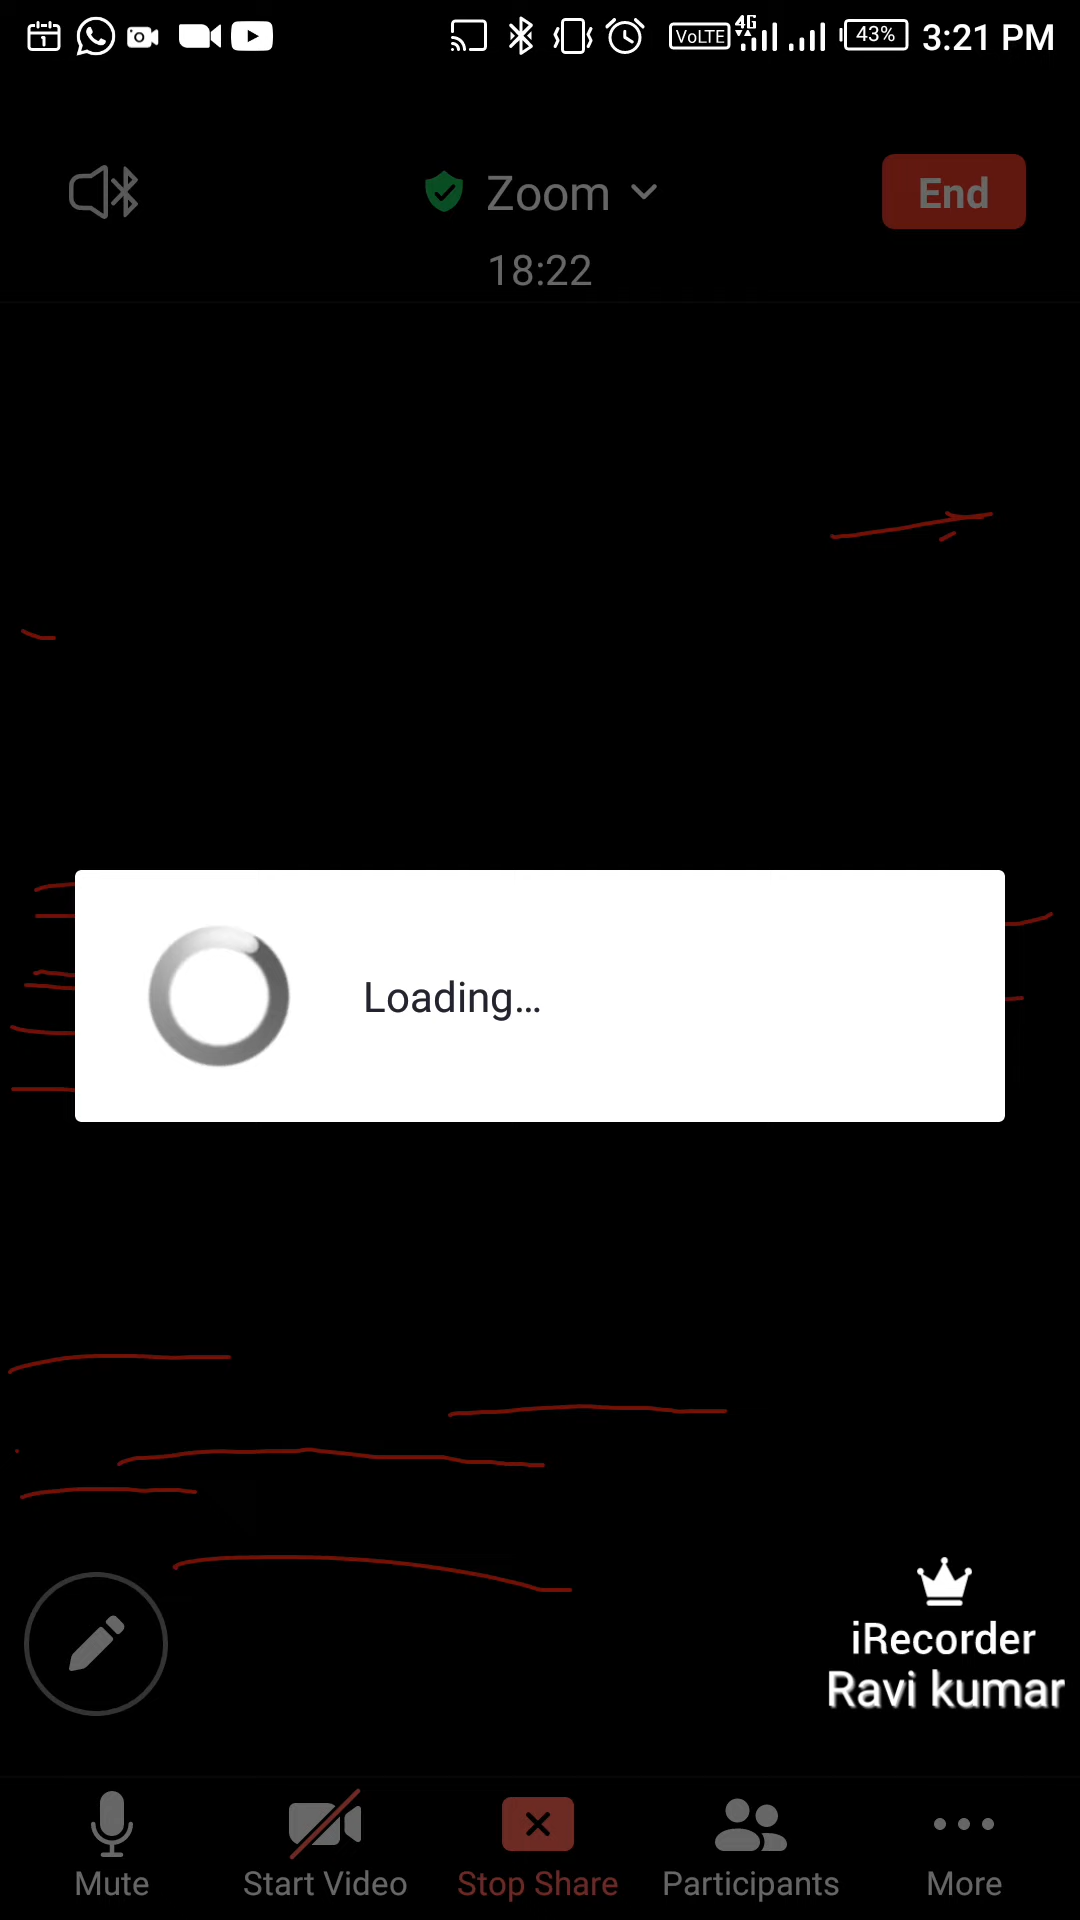 1
VoLTE 4G 43% 3:21 PM
Zoom
End
18:22
Loading...
iRecorder
Ravi kumar
Mute Start Video Stop Share Participants More